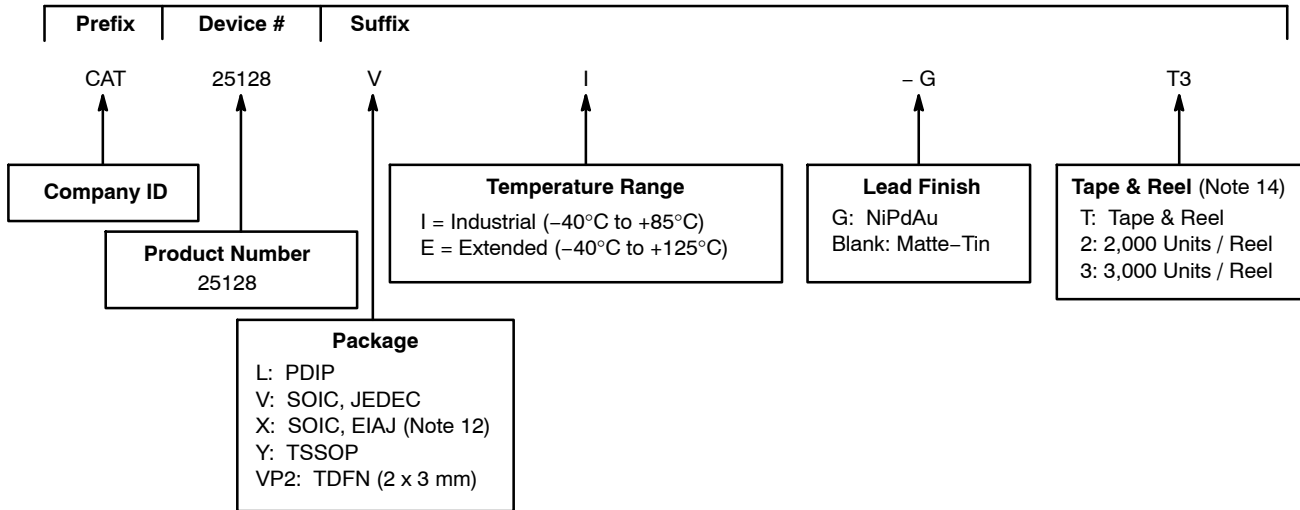 Prefix Device # Suffix
CAT 25128 V I – G T3
Company ID
Product Number
25128
Package
L: PDIP
V: SOIC, JEDEC
X: SOIC, EIAJ (Note 12)
Y: TSSOP
VP2: TDFN (2 x 3 mm)
Temperature Range
I = Industrial (−40°C to +85°C)
E = Extended (−40°C to +125°C)
Lead Finish
G: NiPdAu
Blank: Matte−Tin
Tape & Reel (Note 14)
T: Tape & Reel
2: 2,000 Units / Reel
3: 3,000 Units / Reel